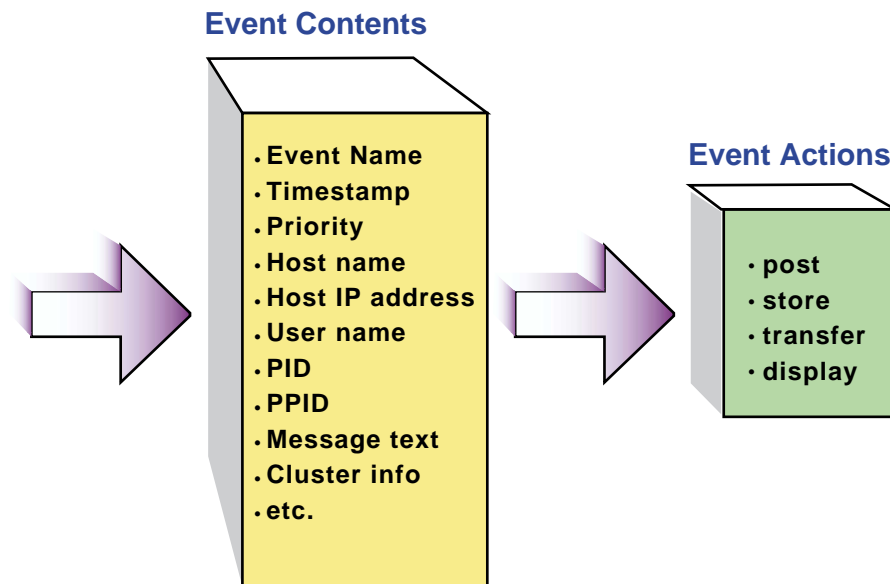 Event Contents
• Event Name
• Timestamp
• Priority
• Host name
• Host IP address
• User name
• PID
• PPID
• Message text
• Cluster info
• etc.
Event Actions
• post
• store
• transfer
• display